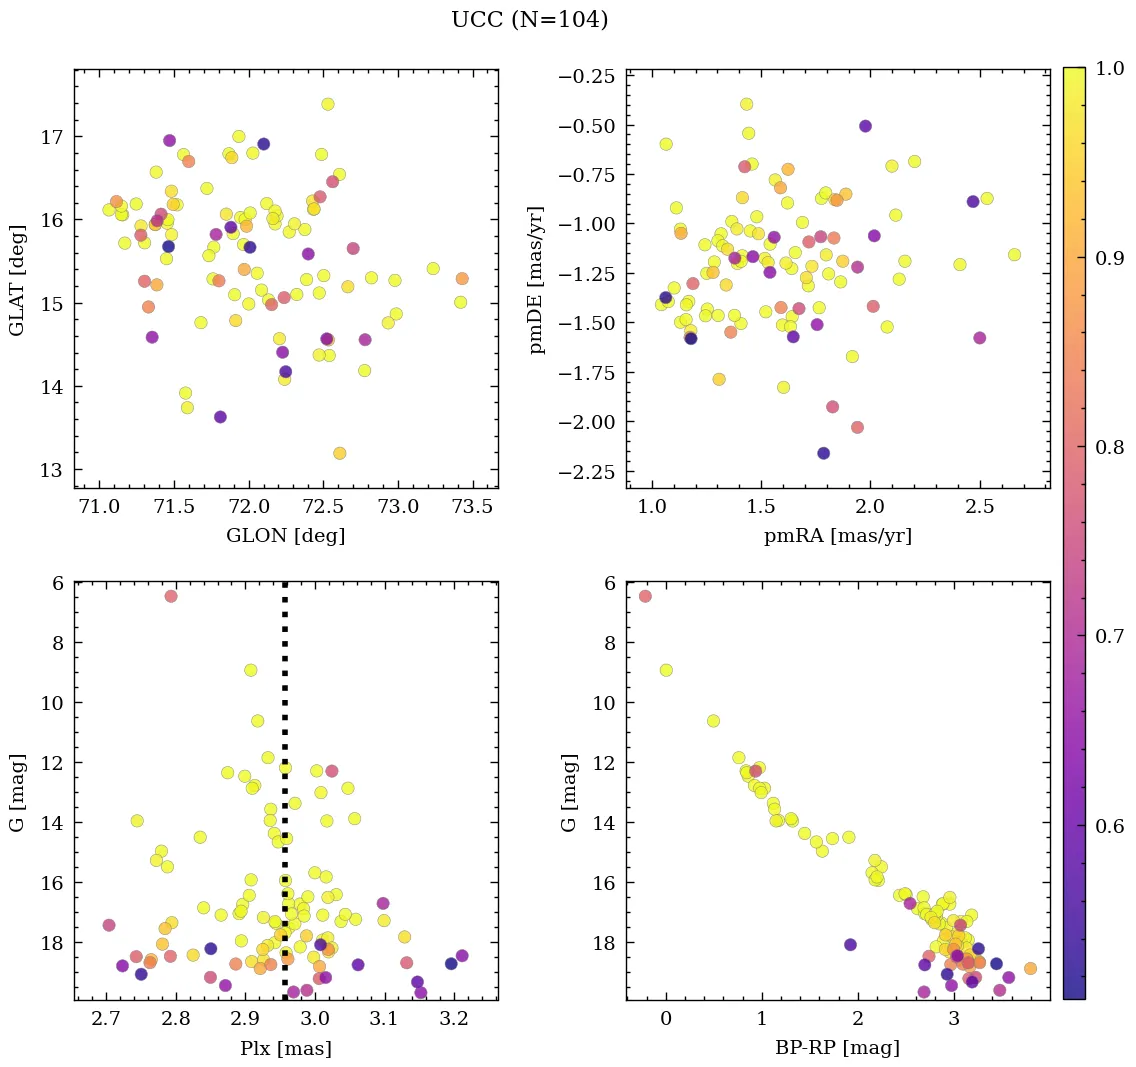 UCC (N=104)
17
16
15
14
13
GLAT [deg]
71.0 71.5 72.0 72.5 73.0 73.5
GLON [deg]
−0.25
−0.50
−0.75
−1.00
−1.25
−1.50
−1.75
−2.00
−2.25
pmDE [mas/yr]
1.0 1.5 2.0 2.5
pmRA [mas/yr]
6
8
10
12
14
16
18
G [mag]
2.7 2.8 2.9 3.0 3.1 3.2
Plx [mas]
6
8
10
12
14
16
18
G [mag]
0 1 2 3
BP-RP [mag]
1.0
0.9
0.8
0.7
0.6